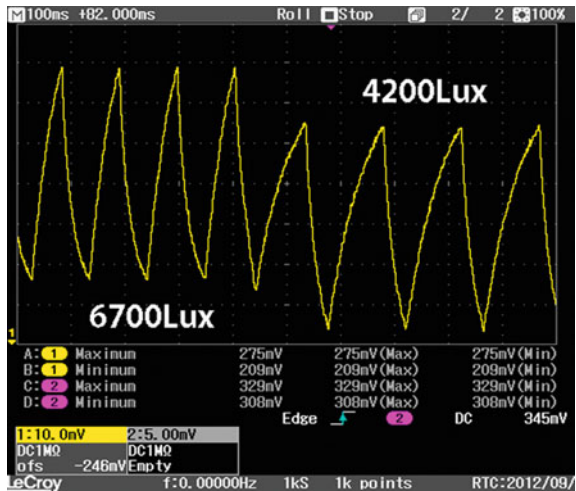 M 100ms +82.000ms Roll Stop 2/ 2 100%
4200Lux
6700Lux
1
A: 1 Maximum 275mV 275mV(Max) 275mV(Min)
B: 1 Minimum 209mV 209mV(Max) 209mV(Min)
C: 2 Maximum 329mV 329mV(Max) 329mV(Min)
D: 2 Minimum 308mV 308mV(Max) 308mV(Min)
Edge 2 DC 345mV
1:10.0mV 2:5.00mV
DC1MΩ DC1MΩ
ofs -246mV Empty
LeCroy f:0.00000Hz 1kS 1k points RTC:2012/09/